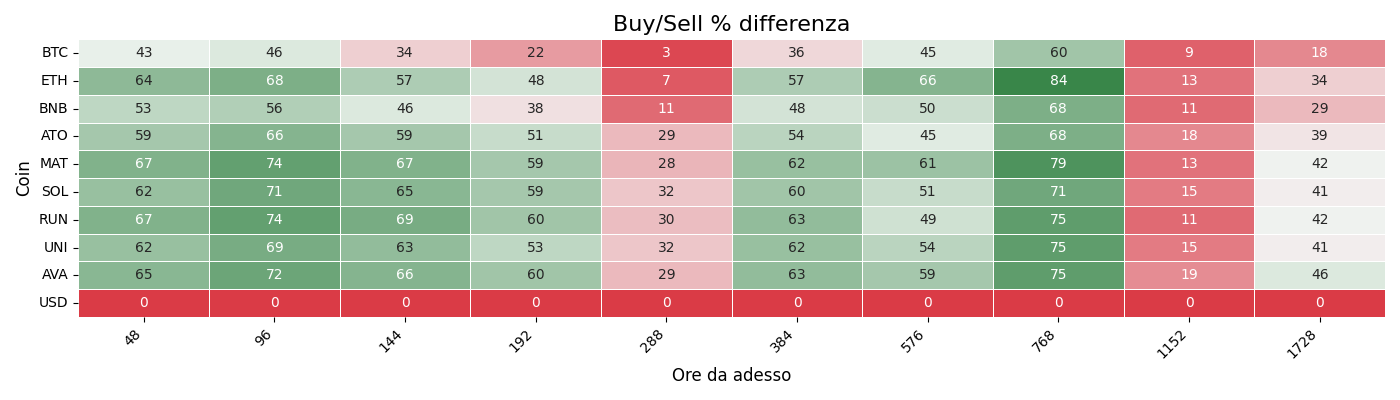 Buy/Sell % differenza
BTC 43 46 34 22 3 36 45 60 9 18
ETH 64 68 57 48 7 57 66 84 13 34
BNB 53 56 46 38 11 48 50 68 11 29
ATO 59 66 59 51 29 54 45 68 18 39
MAT 67 74 67 59 28 62 61 79 13 42
SOL 62 71 65 59 32 60 51 71 15 41
RUN 67 74 69 60 30 63 49 75 11 42
UNI 62 69 63 53 32 62 54 75 15 41
AVA 65 72 66 60 29 63 59 75 19 46
USD 0 0 0 0 0 0 0 0 0 0
Coin
48 96 144 192 288 384 576 768 1152 1728
Ore da adesso